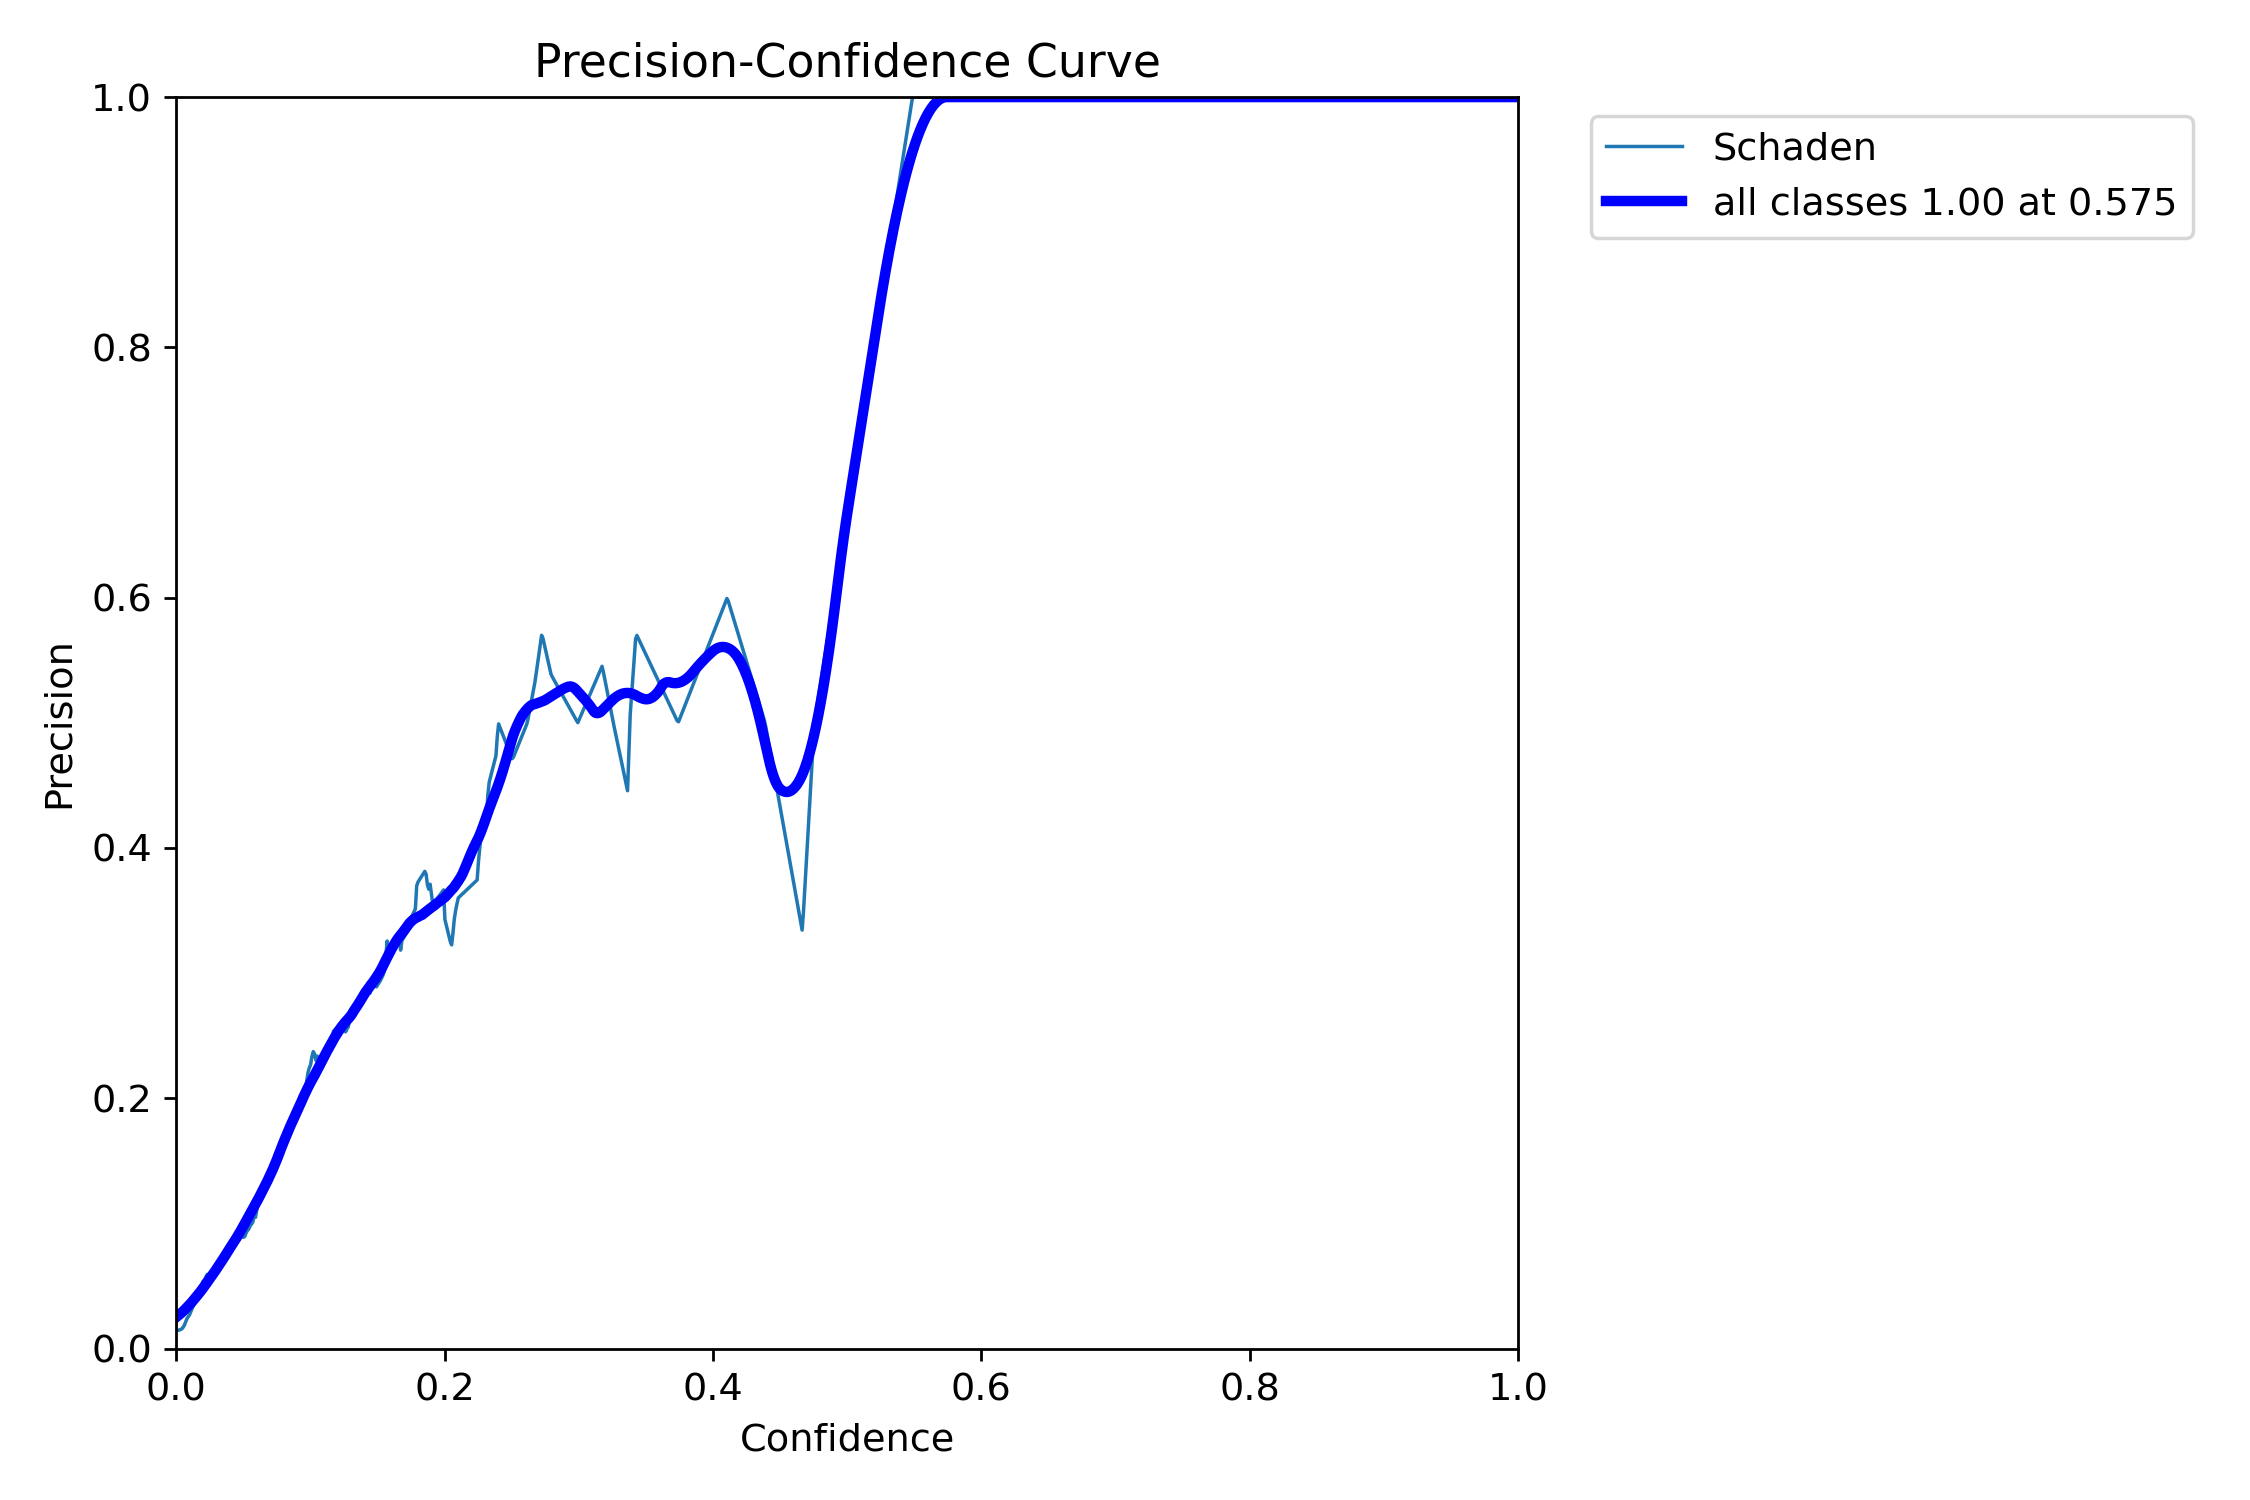 Precision-Confidence Curve
1.0
0.8
0.6
0.4
0.2
0.0
Precision
0.0 0.2 0.4 0.6 0.8 1.0
Confidence
Schaden
all classes 1.00 at 0.575